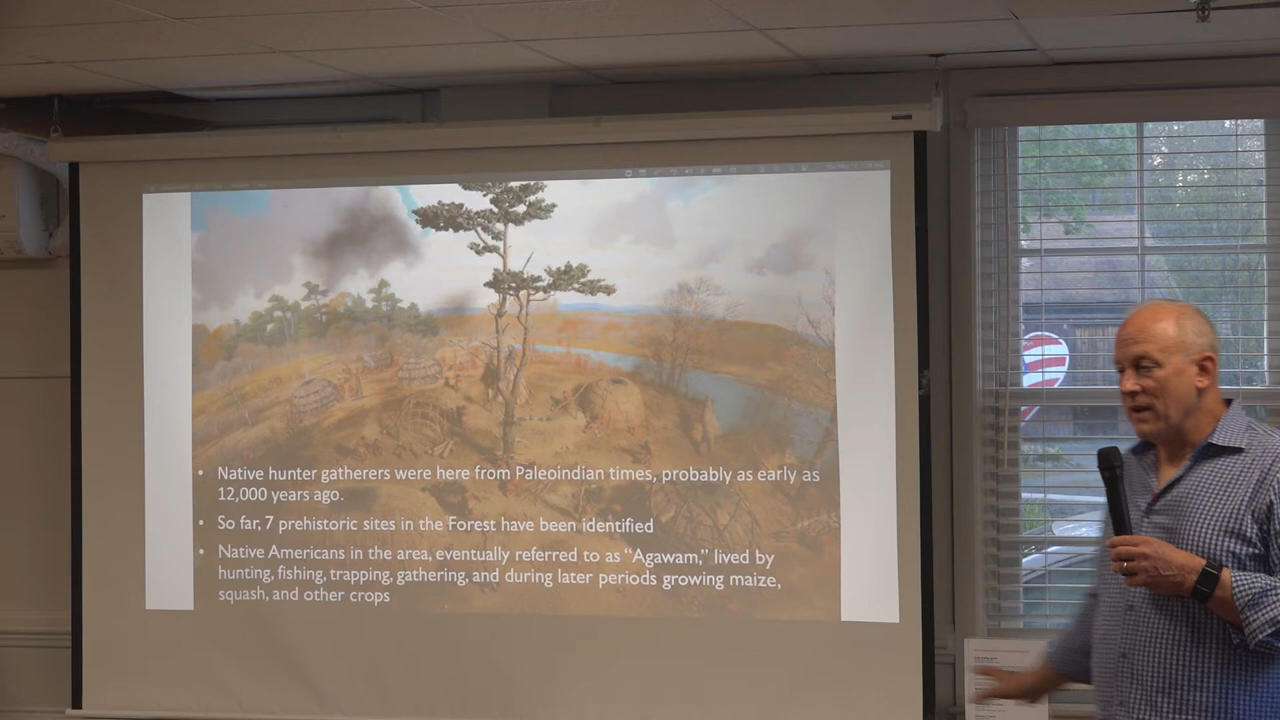 • Native hunter gatherers were here from Paleoindian times, probably as early as
12,000 years ago.
• So far, 7 prehistoric sites in the Forest have been identified
• Native Americans in the area, eventually referred to as “Agawam,” lived by
hunting, fishing, trapping, gathering, and during later periods growing maize,
squash, and other crops